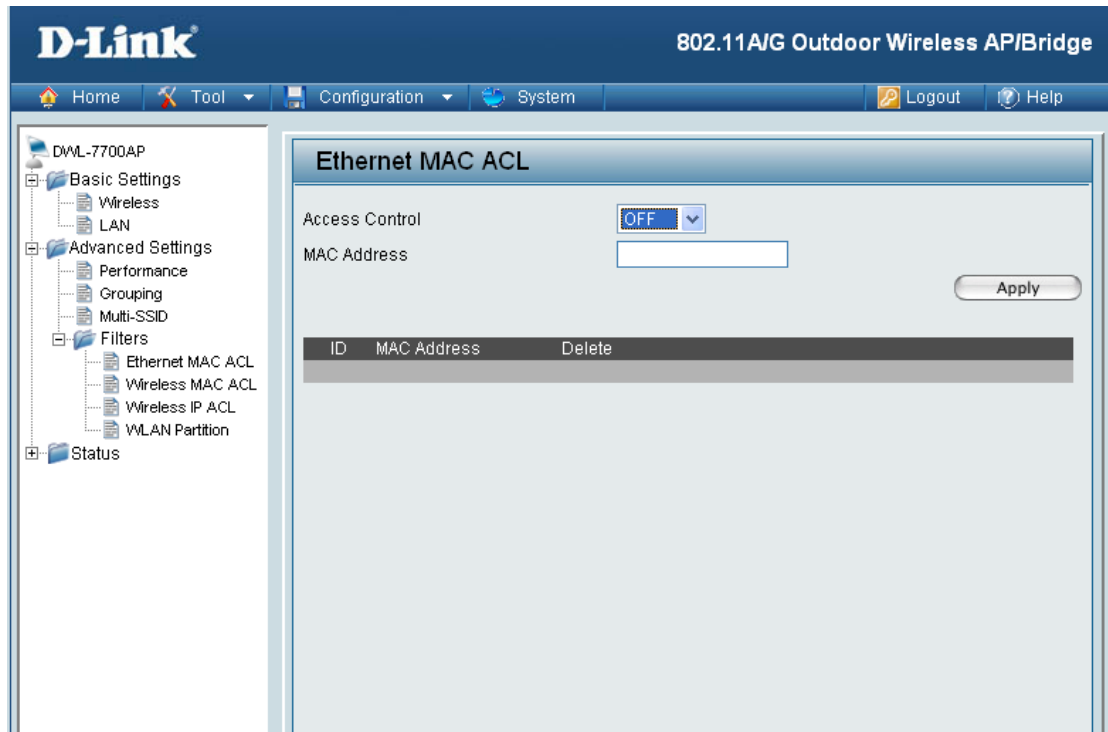 D-Link
802.11A/G Outdoor Wireless AP/Bridge
Home
Tool
Configuration
System
Logout
Help
DWL-7700AP
Basic Settings
Wireless
LAN
Advanced Settings
Performance
Grouping
Multi-SSID
Filters
Ethernet MAC ACL
Wireless MAC ACL
Wireless IP ACL
WLAN Partition
Status
Ethernet MAC ACL
Access Control OFF
MAC Address
Apply
ID MAC Address Delete